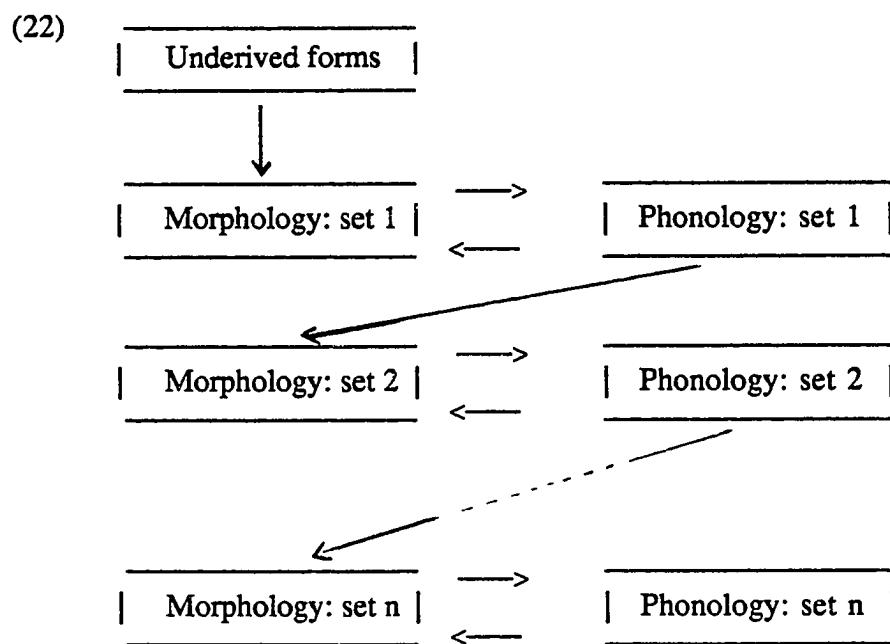 (22)
Underived forms
Morphology: set 1
Phonology: set 1
Morphology: set 2
Phonology: set 2
Morphology: set n
Phonology: set n